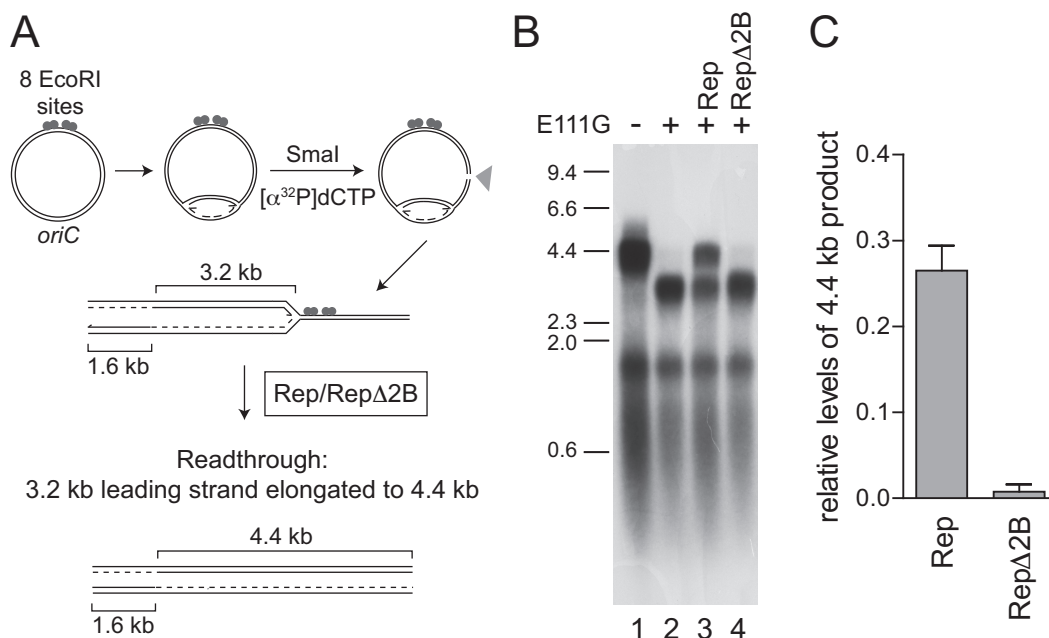 A
8 EcoRI
sites
oriC
SmaI
[α³²P]dCTP
3.2 kb
1.6 kb
Rep/RepΔ2B
Readthrough:
3.2 kb leading strand elongated to 4.4 kb
4.4 kb
1.6 kb
B
Rep
RepΔ2B
E111G - + + +
9.4
6.6
4.4
2.3
2.0
0.6
1 2 3 4
C
relative levels of 4.4 kb product
0.4
0.3
0.2
0.1
0.0
Rep
RepΔ2B